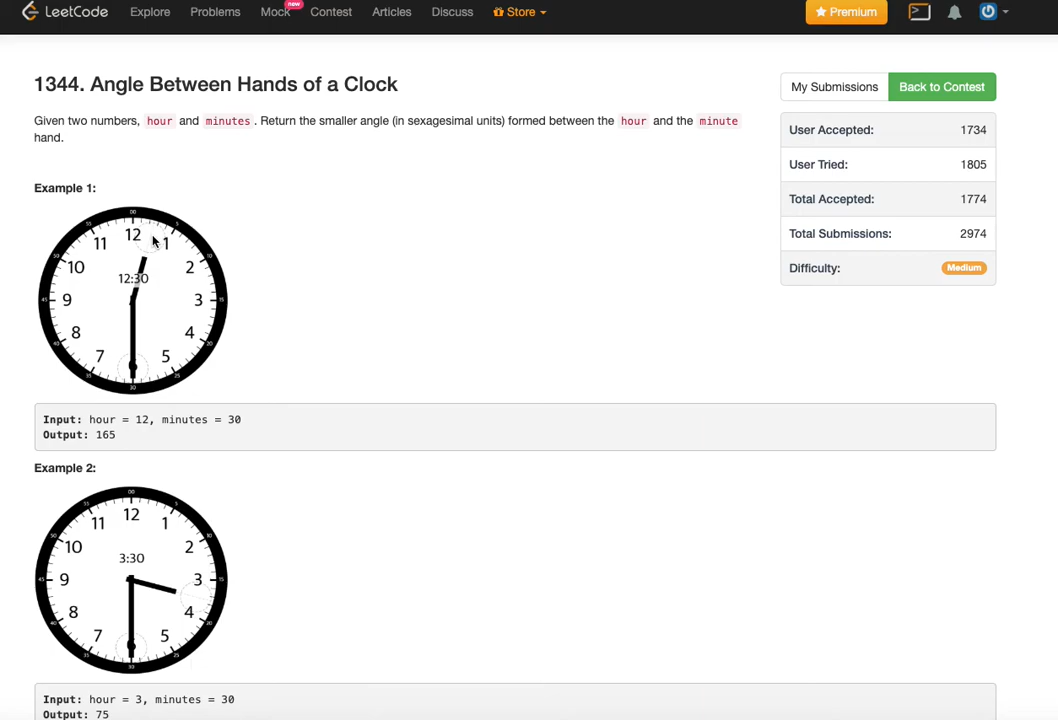 LeetCode Explore Problems Mock new Contest Articles Discuss Store Premium
1344. Angle Between Hands of a Clock
My Submissions Back to Contest
Given two numbers, hour and minutes. Return the smaller angle (in sexagesimal units) formed between the hour and the minute
hand.
User Accepted: 1734
User Tried: 1805
Total Accepted: 1774
Total Submissions: 2974
Difficulty: Medium
Example 1:
00
12
11 1
10 2
12:30
9 3
8 4
7 5
30
Input: hour = 12, minutes = 30
Output: 165
Example 2:
00
12
11 1
10 2
3:30
9 3
8 4
7 5
30
Input: hour = 3, minutes = 30
Output: 75